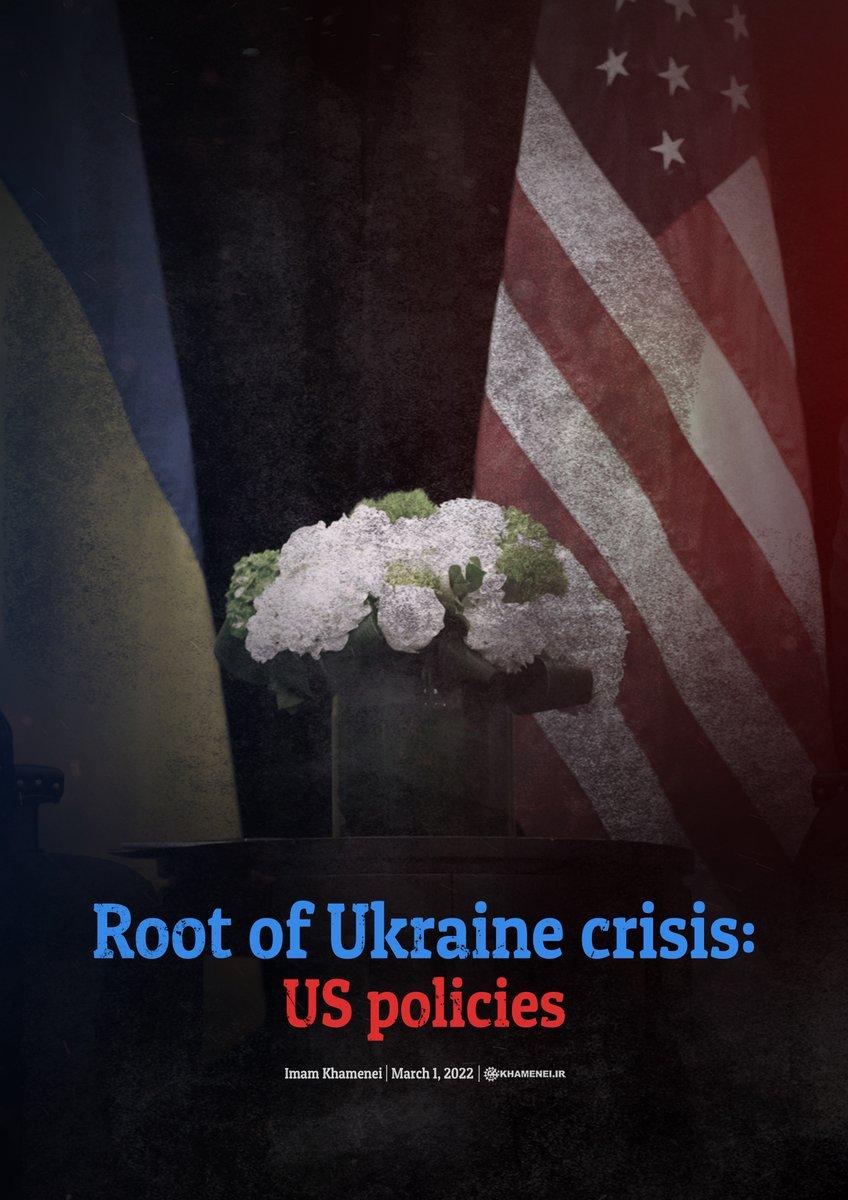 Root of Ukraine crisis:
US policies
Imam Khamenei | March 1, 2022 | KHAMENEI.IR